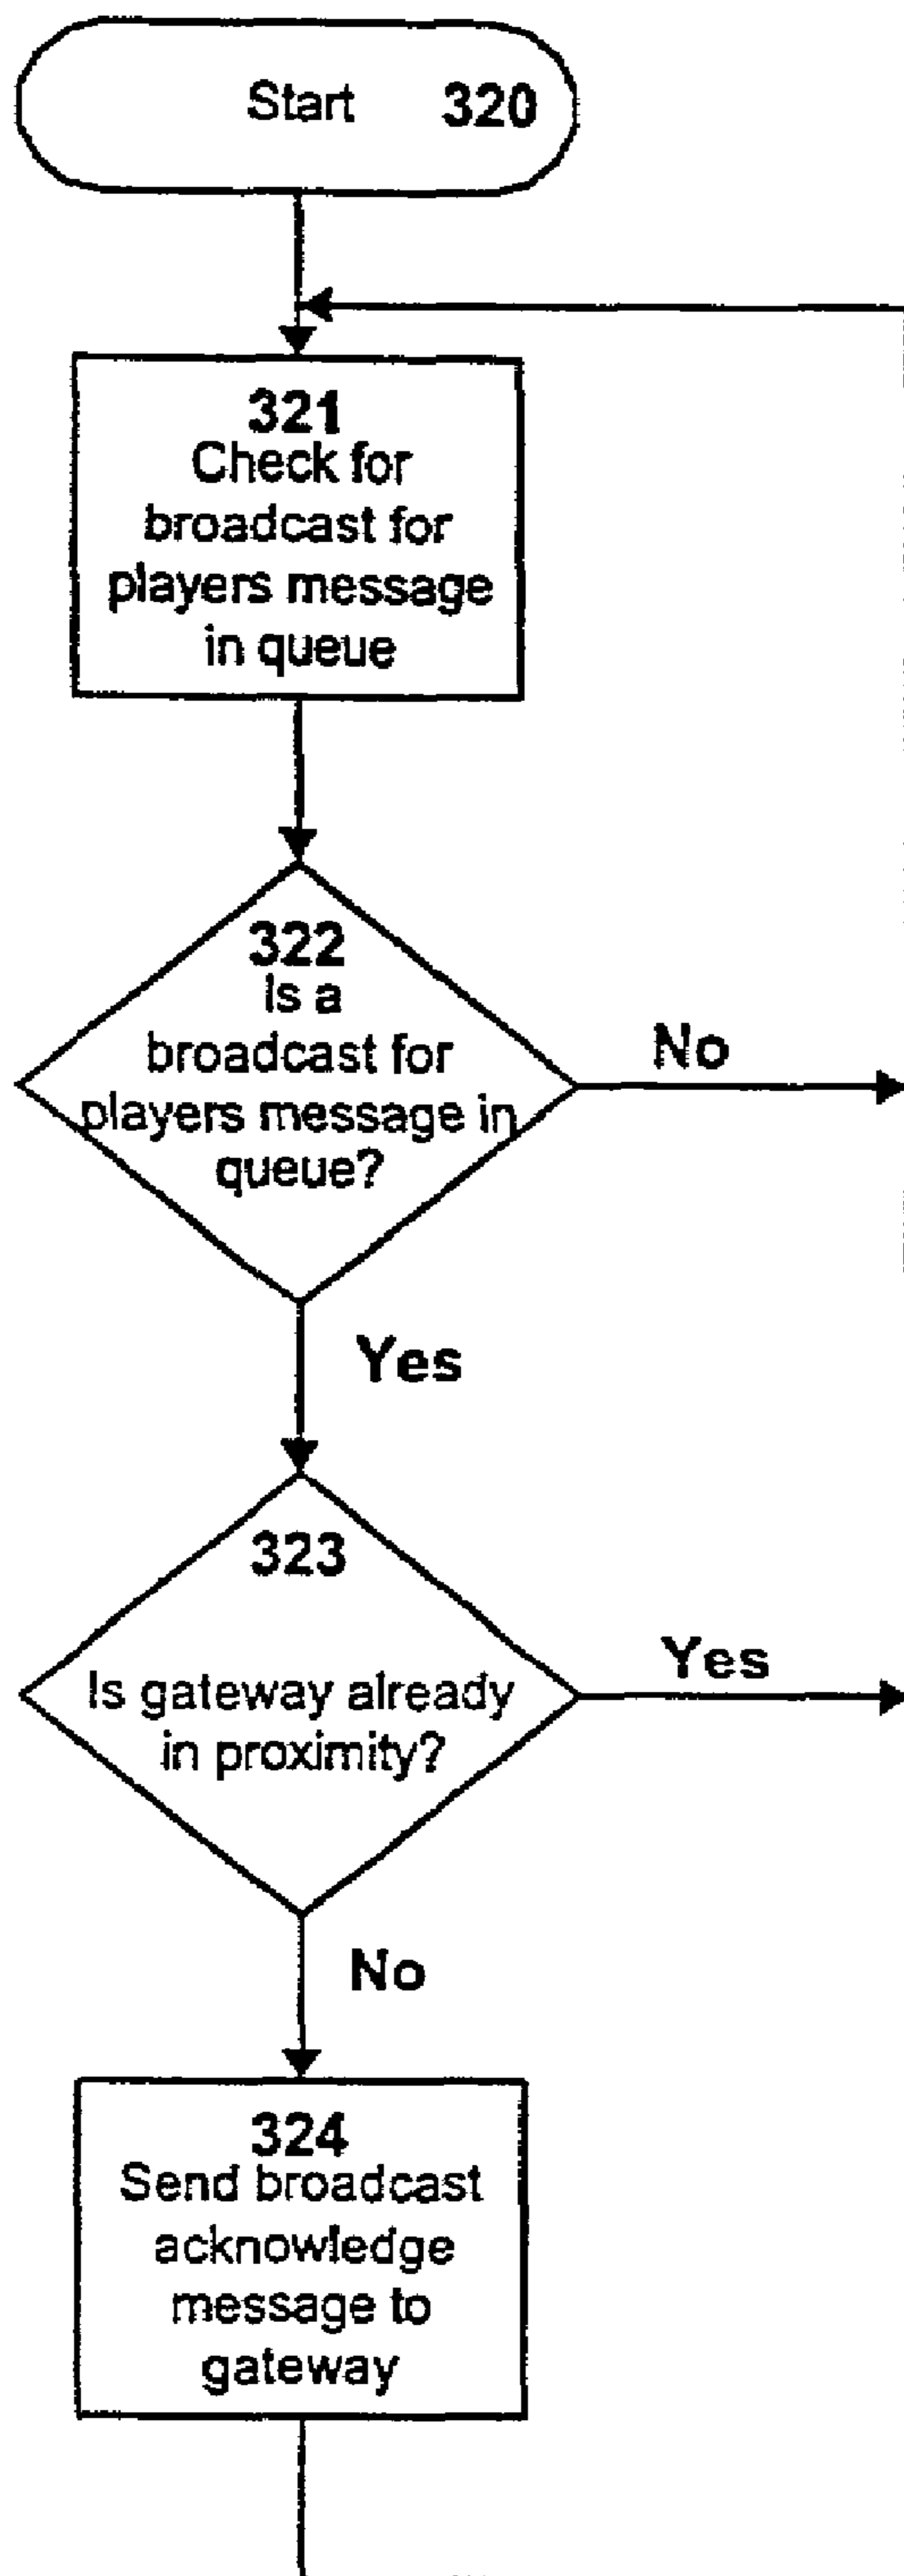 Start 320
321
Check for
broadcast for
players message
in queue
322
Is a
broadcast for
players message in
queue?
No
Yes
323
Is gateway already
in proximity?
Yes
No
324
Send broadcast
acknowledge
message to
gateway